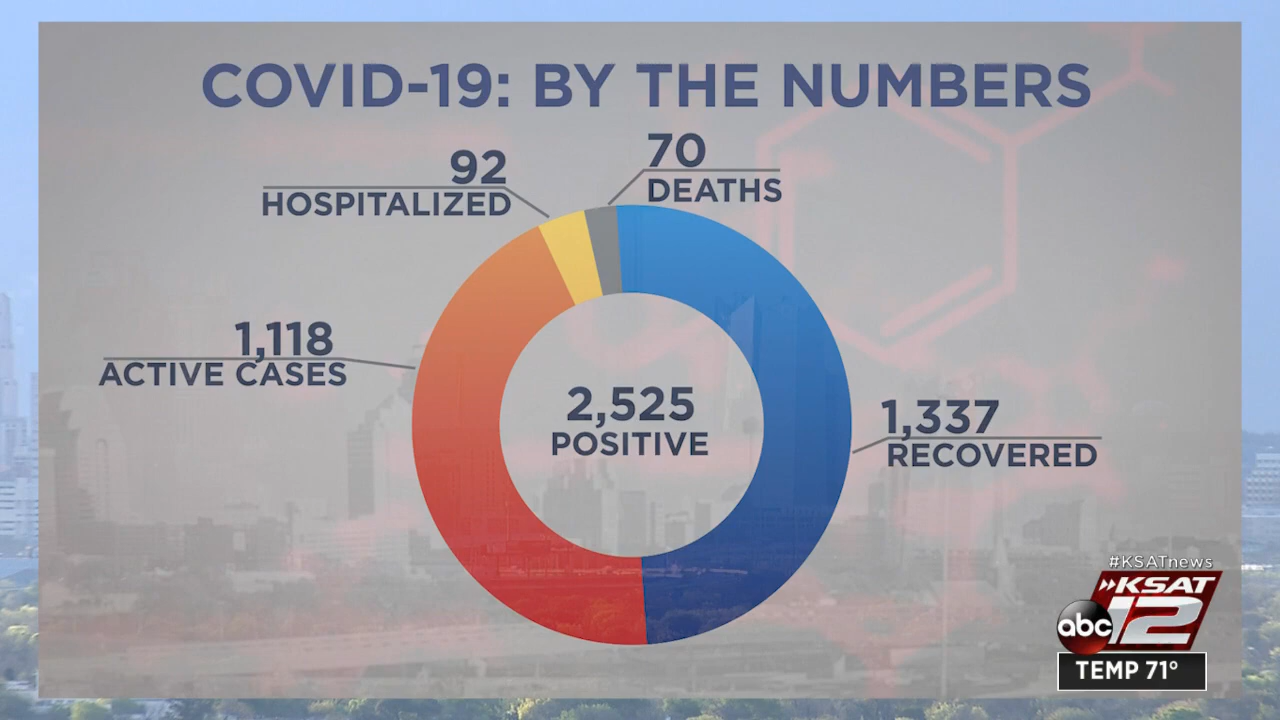 COVID-19: BY THE NUMBERS
92
HOSPITALIZED
70
DEATHS
1,118
ACTIVE CASES
2,525
POSITIVE
1,337
RECOVERED
#KSATnews
KSAT
abc 12
TEMP 71°